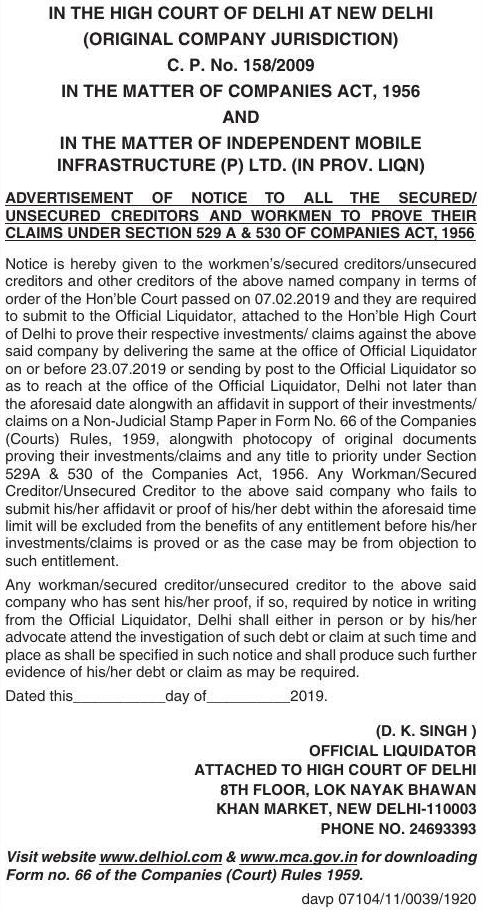 IN THE HIGH COURT OF DELHI AT NEW DELHI
(ORIGINAL COMPANY JURISDICTION)
C. P. No. 158/2009
IN THE MATTER OF COMPANIES ACT, 1956
AND
IN THE MATTER OF INDEPENDENT MOBILE
INFRASTRUCTURE (P) LTD. (IN PROV. LIQN)
ADVERTISEMENT OF NOTICE TO ALL THE SECURED/
UNSECURED CREDITORS AND WORKMEN TO PROVE THEIR
CLAIMS UNDER SECTION 529 A & 530 OF COMPANIES ACT, 1956
Notice is hereby given to the workmen's/secured creditors/unsecured
creditors and other creditors of the above named company in terms of
order of the Hon'ble Court passed on 07.02.2019 and they are required
to submit to the Official Liquidator, attached to the Hon'ble High Court
of Delhi to prove their respective investments/ claims against the above
said company by delivering the same at the office of Official Liquidator
on or before 23.07.2019 or sending by post to the Official Liquidator so
as to reach at the office of the Official Liquidator, Delhi not later than
the aforesaid date alongwith an affidavit in support of their investments/
claims on a Non-Judicial Stamp Paper in Form No. 66 of the Companies
(Courts) Rules, 1959, alongwith photocopy of original documents
proving their investments/claims and any title to priority under Section
529A & 530 of the Companies Act, 1956. Any Workman/Secured
Creditor/Unsecured Creditor to the above said company who fails to
submit his/her affidavit or proof of his/her debt within the aforesaid time
limit will be excluded from the benefits of any entitlement before his/her
investments/claims is proved or as the case may be from objection to
such entitlement.
Any workman/secured creditor/unsecured creditor to the above said
company who has sent his/her proof, if so, required by notice in writing
from the Official Liquidator, Delhi shall either in person or by his/her
advocate attend the investigation of such debt or claim at such time and
place as shall be specified in such notice and shall produce such further
evidence of his/her debt or claim as may be required.
Dated this___________day of__________2019.
(D. K. SINGH )
OFFICIAL LIQUIDATOR
ATTACHED TO HIGH COURT OF DELHI
8TH FLOOR, LOK NAYAK BHAWAN
KHAN MARKET, NEW DELHI-110003
PHONE NO. 24693393
Visit website www.delhiol.com & www.mca.gov.in for downloading
Form no. 66 of the Companies (Court) Rules 1959.
davp 07104/11/0039/1920